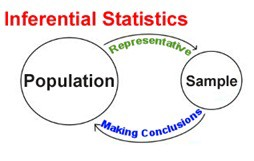 Inferential Statistics
Representative
Population
Sample
Making Conclusions